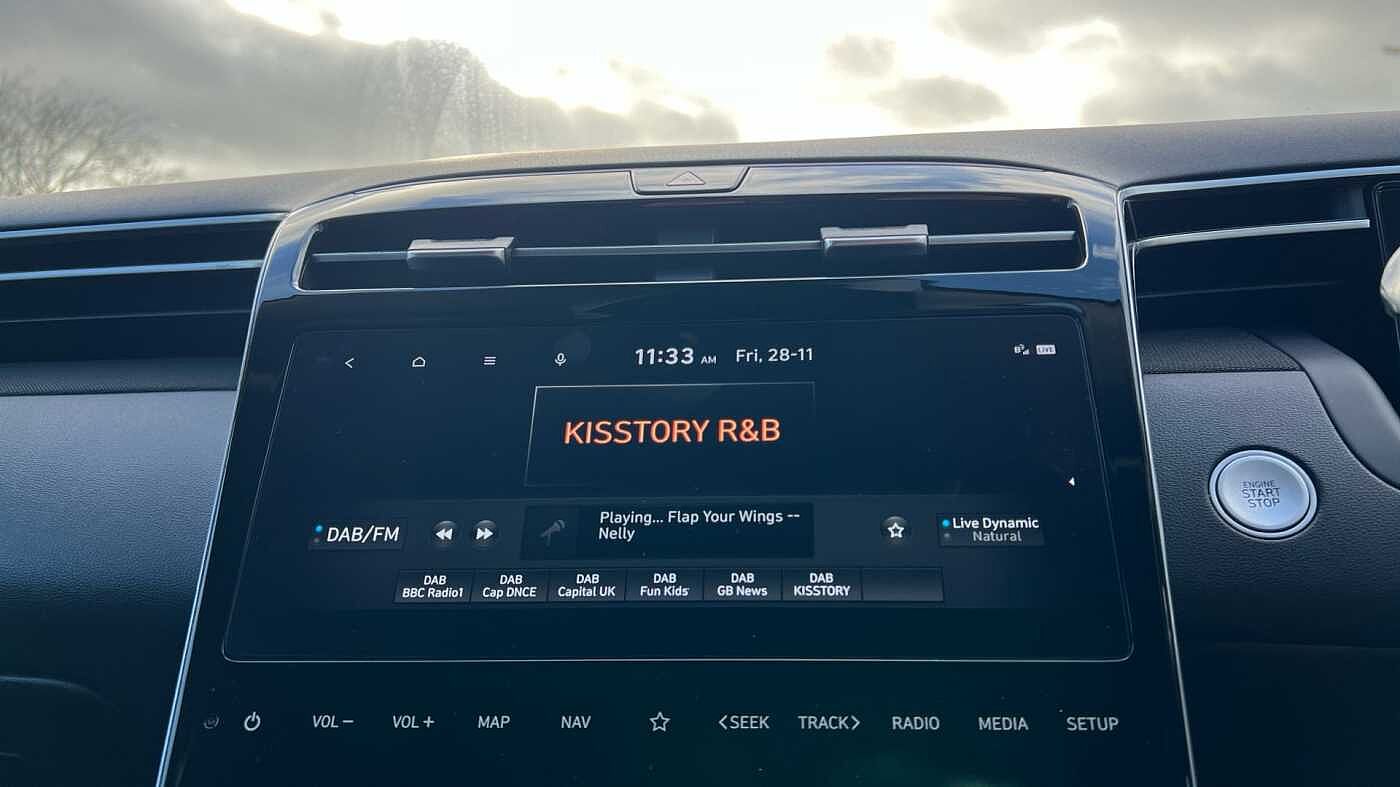 11:33 AM Fri, 28-11
LIVE
KISSTORY R&B
DAB/FM
Playing... Flap Your Wings --
Nelly
Live Dynamic
Natural
DAB
BBC Radio1
DAB
Cap DNCE
DAB
Capital UK
DAB
Fun Kids
DAB
GB News
DAB
KISSTORY
ENGINE
START
STOP
VOL − VOL + MAP NAV <SEEK TRACK> RADIO MEDIA SETUP